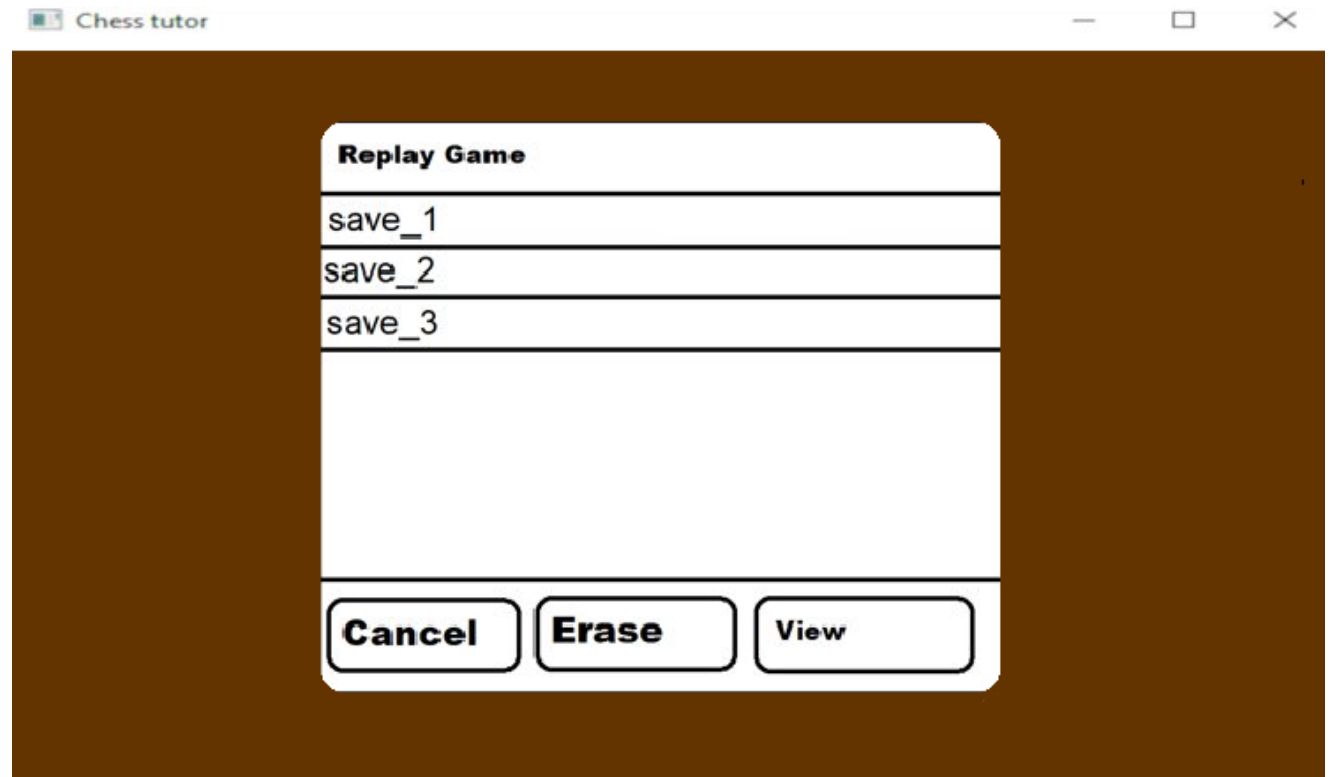 Chess tutor
Replay Game
save_1
save_2
save_3
Cancel Erase View